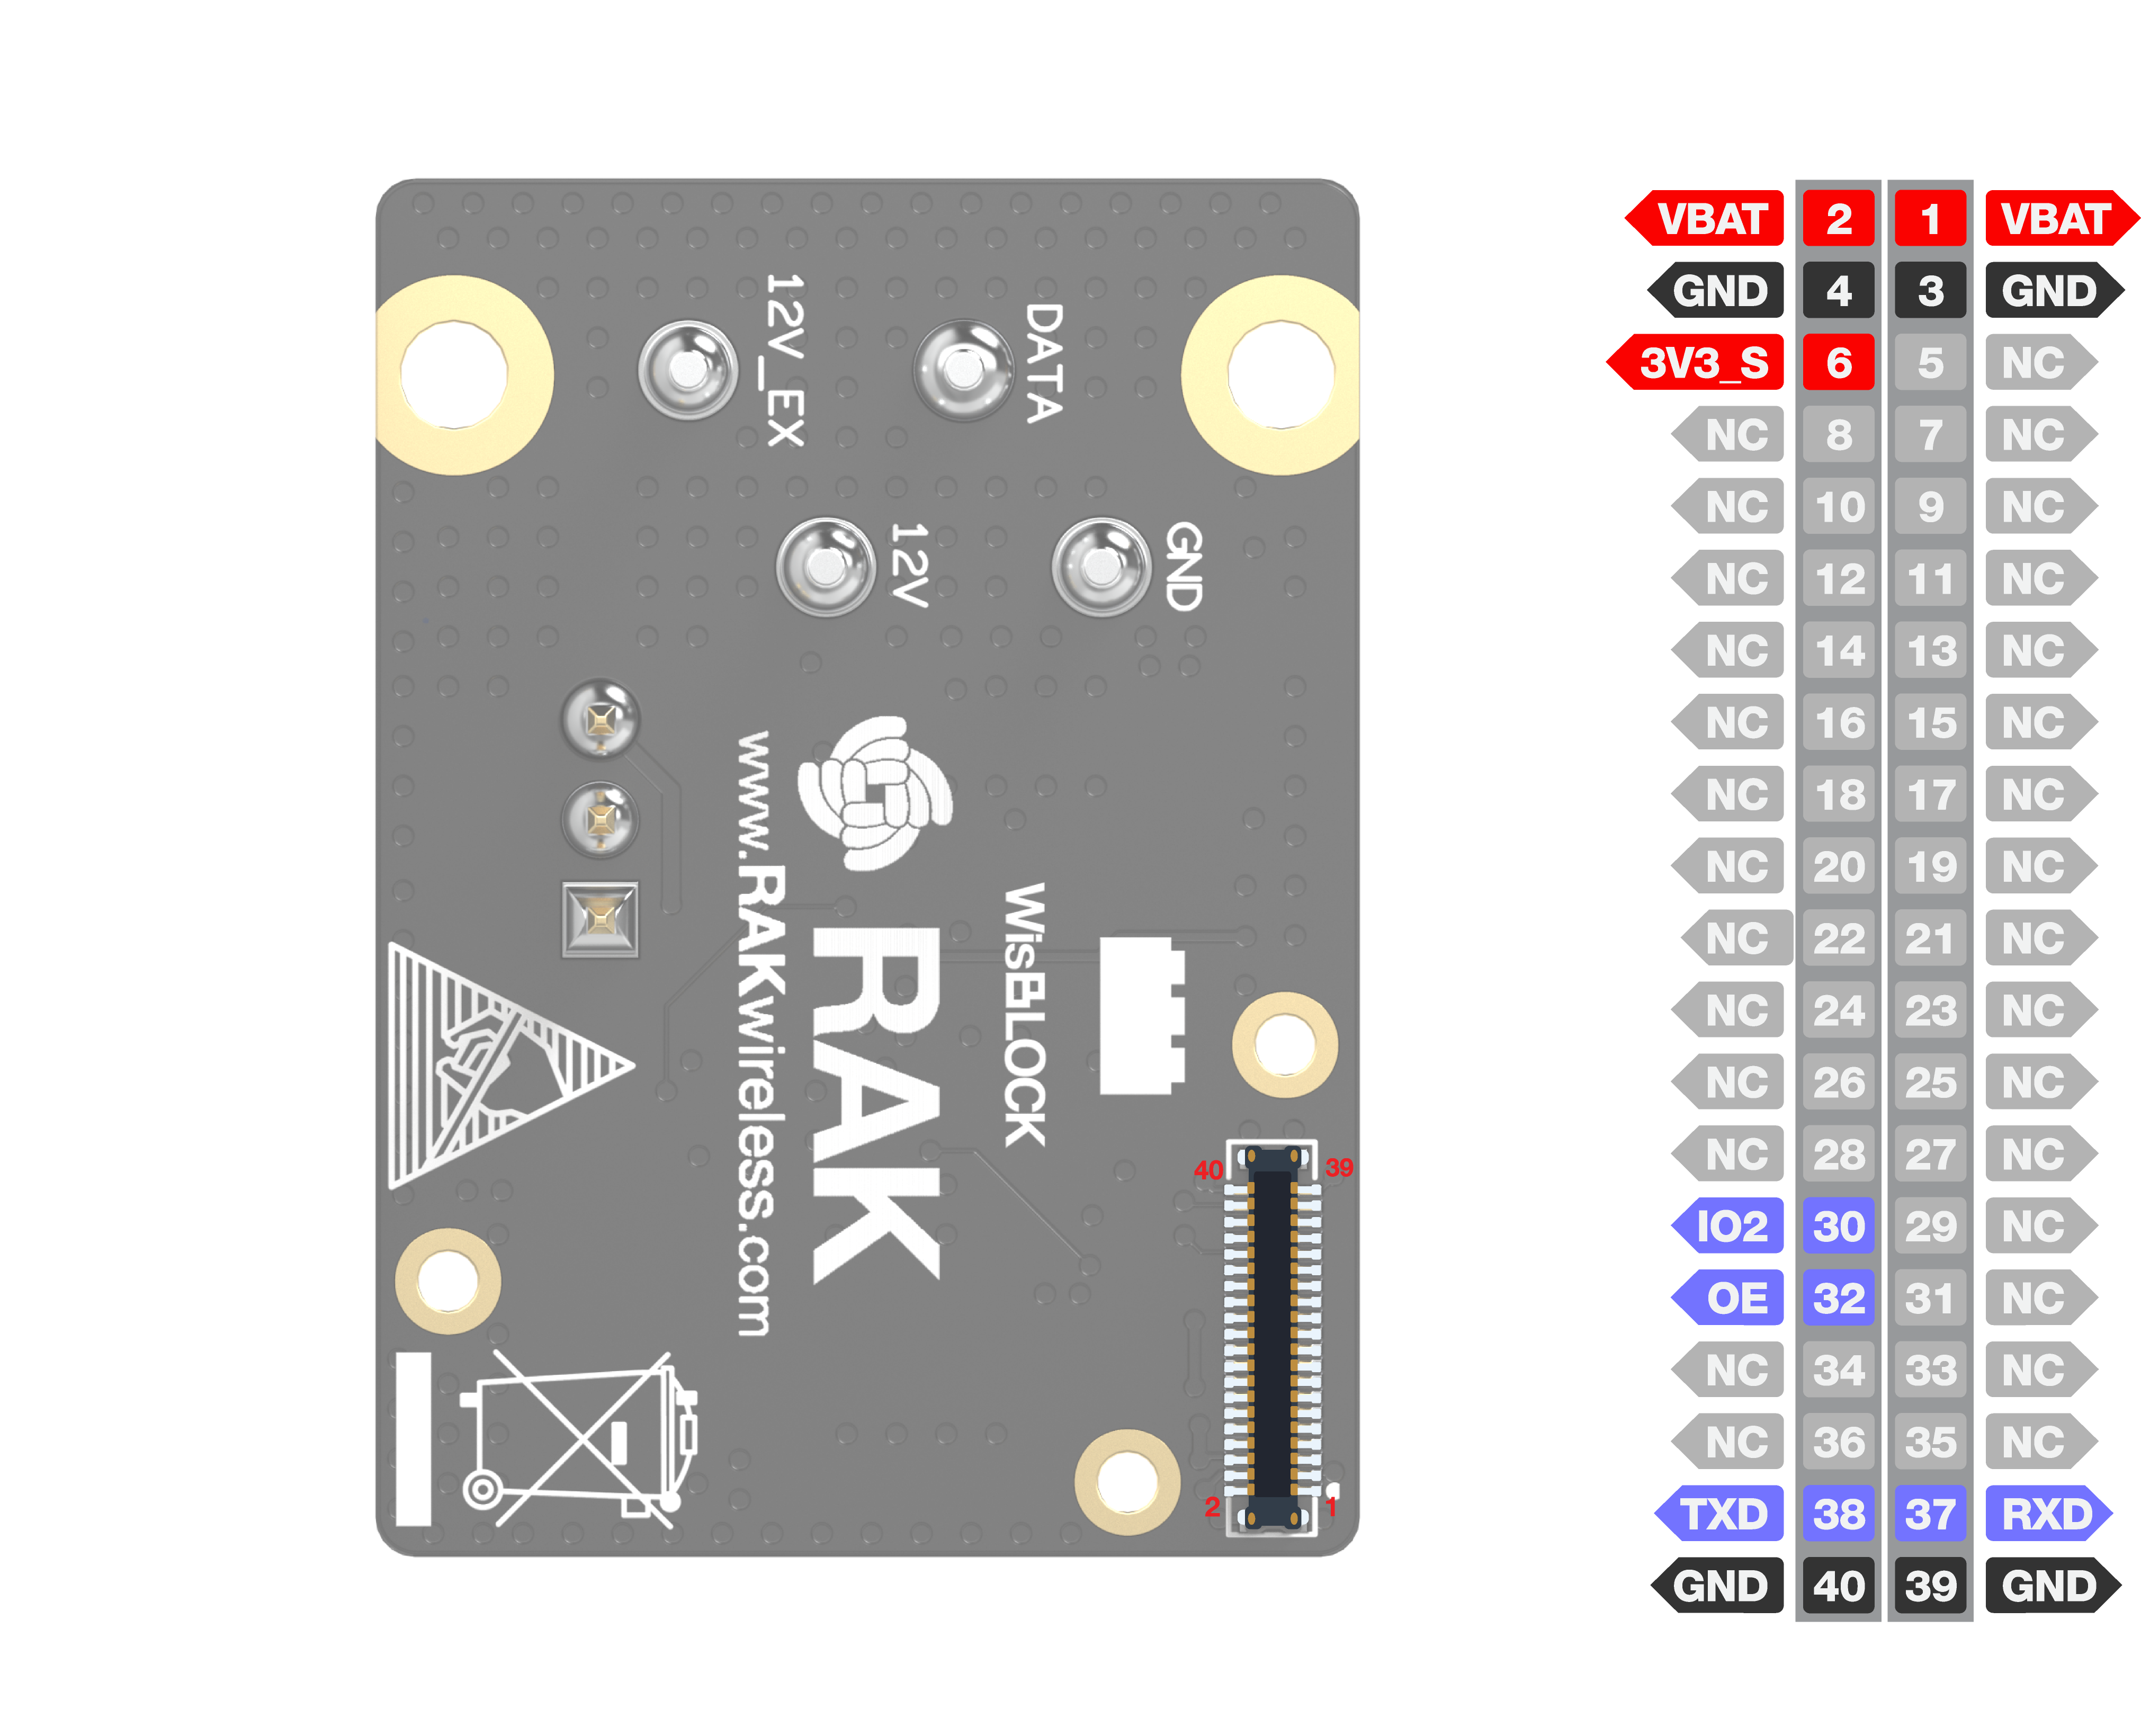 12V_EX
DATA
12V
GND
www.RAKwireless.com
RAK
WisBLOCK
40 39
2 1
VBAT 2 1 VBAT
GND 4 3 GND
3V3_S 6 5 NC
NC 8 7 NC
NC 10 9 NC
NC 12 11 NC
NC 14 13 NC
NC 16 15 NC
NC 18 17 NC
NC 20 19 NC
NC 22 21 NC
NC 24 23 NC
NC 26 25 NC
NC 28 27 NC
IO2 30 29 NC
OE 32 31 NC
NC 34 33 NC
NC 36 35 NC
TXD 38 37 RXD
GND 40 39 GND